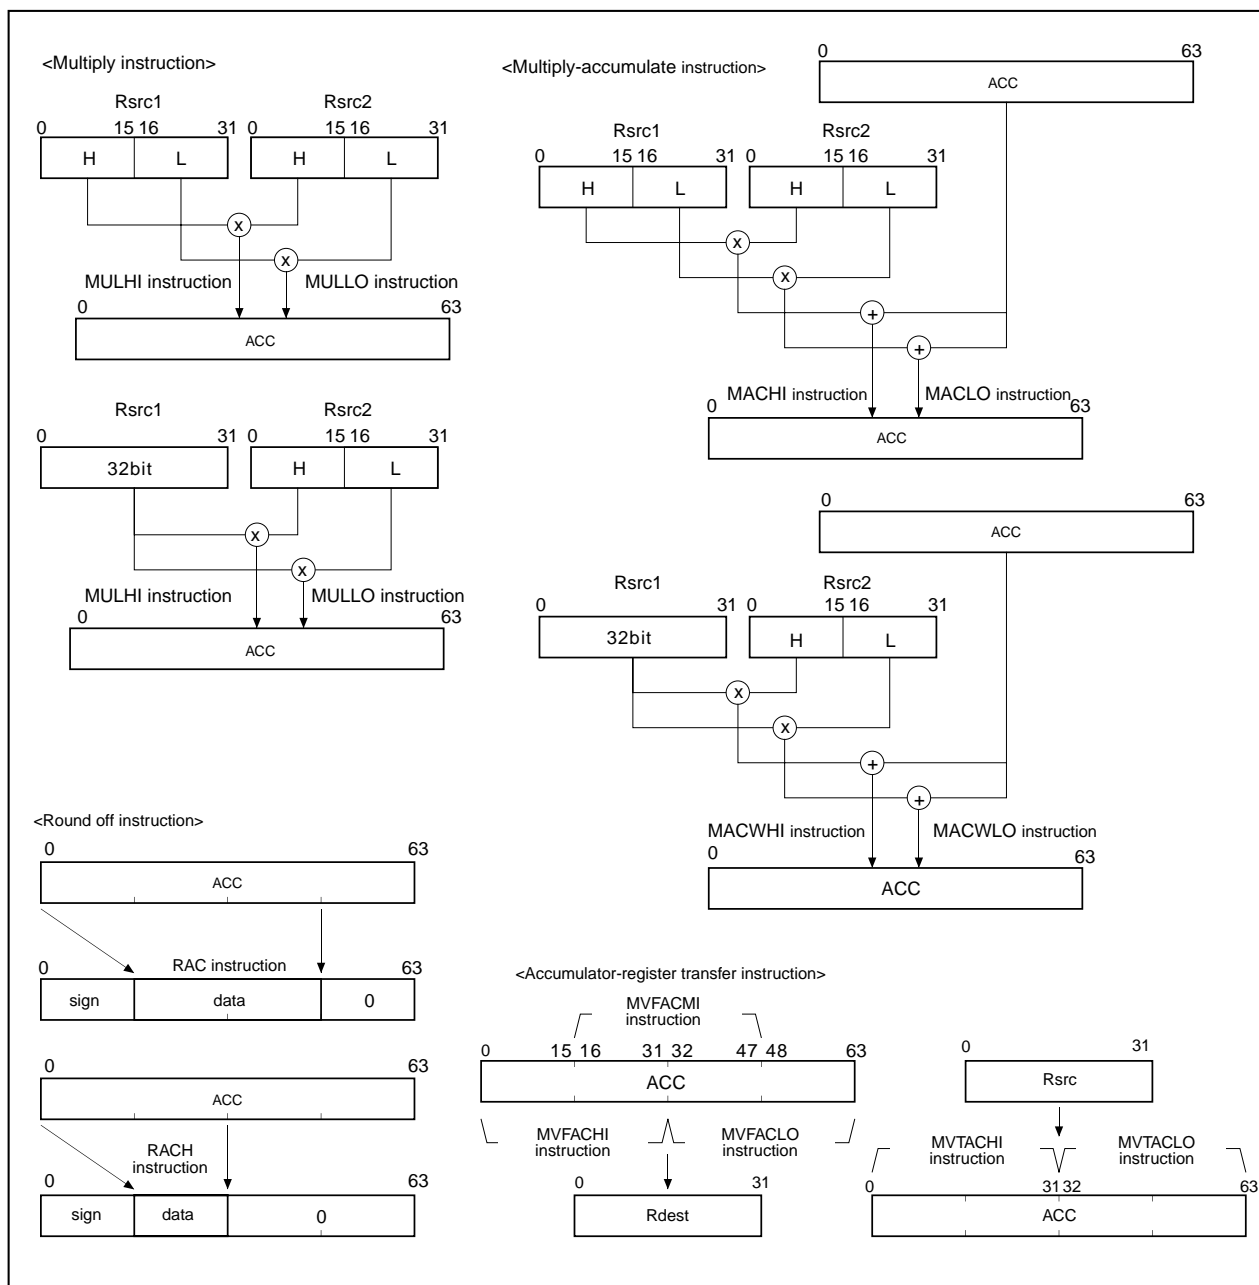 <Multiply instruction>
Rsrc1 Rsrc2
0 15 16 31 0 15 16 31
H L H L
x
x
MULHI instruction MULLO instruction
0 63
ACC
Rsrc1 Rsrc2
0 31 0 15 16 31
32bit H L
x
x
MULHI instruction MULLO instruction
0 63
ACC
<Multiply-accumulate instruction>
0 63
ACC
Rsrc1 Rsrc2
0 15 16 31 0 15 16 31
H L H L
x
x
+
+
MACHI instruction MACLO instruction
0 63
ACC
0 63
ACC
Rsrc1 Rsrc2
0 31 0 15 16 31
32bit H L
x
x
+
+
MACWHI instruction MACWLO instruction
0 63
ACC
<Round off instruction>
0 63
ACC
RAC instruction
0 63
sign data 0
0 63
ACC
RACH
instruction
0 63
sign data 0
<Accumulator-register transfer instruction>
MVFACMI
instruction
0 15 16 31 32 47 48 63
ACC
MVFACHI MVFACLO
instruction instruction
0 31
Rdest
0 31
Rsrc
MVTACHI MVTACLO
instruction instruction
0 31 32 63
ACC